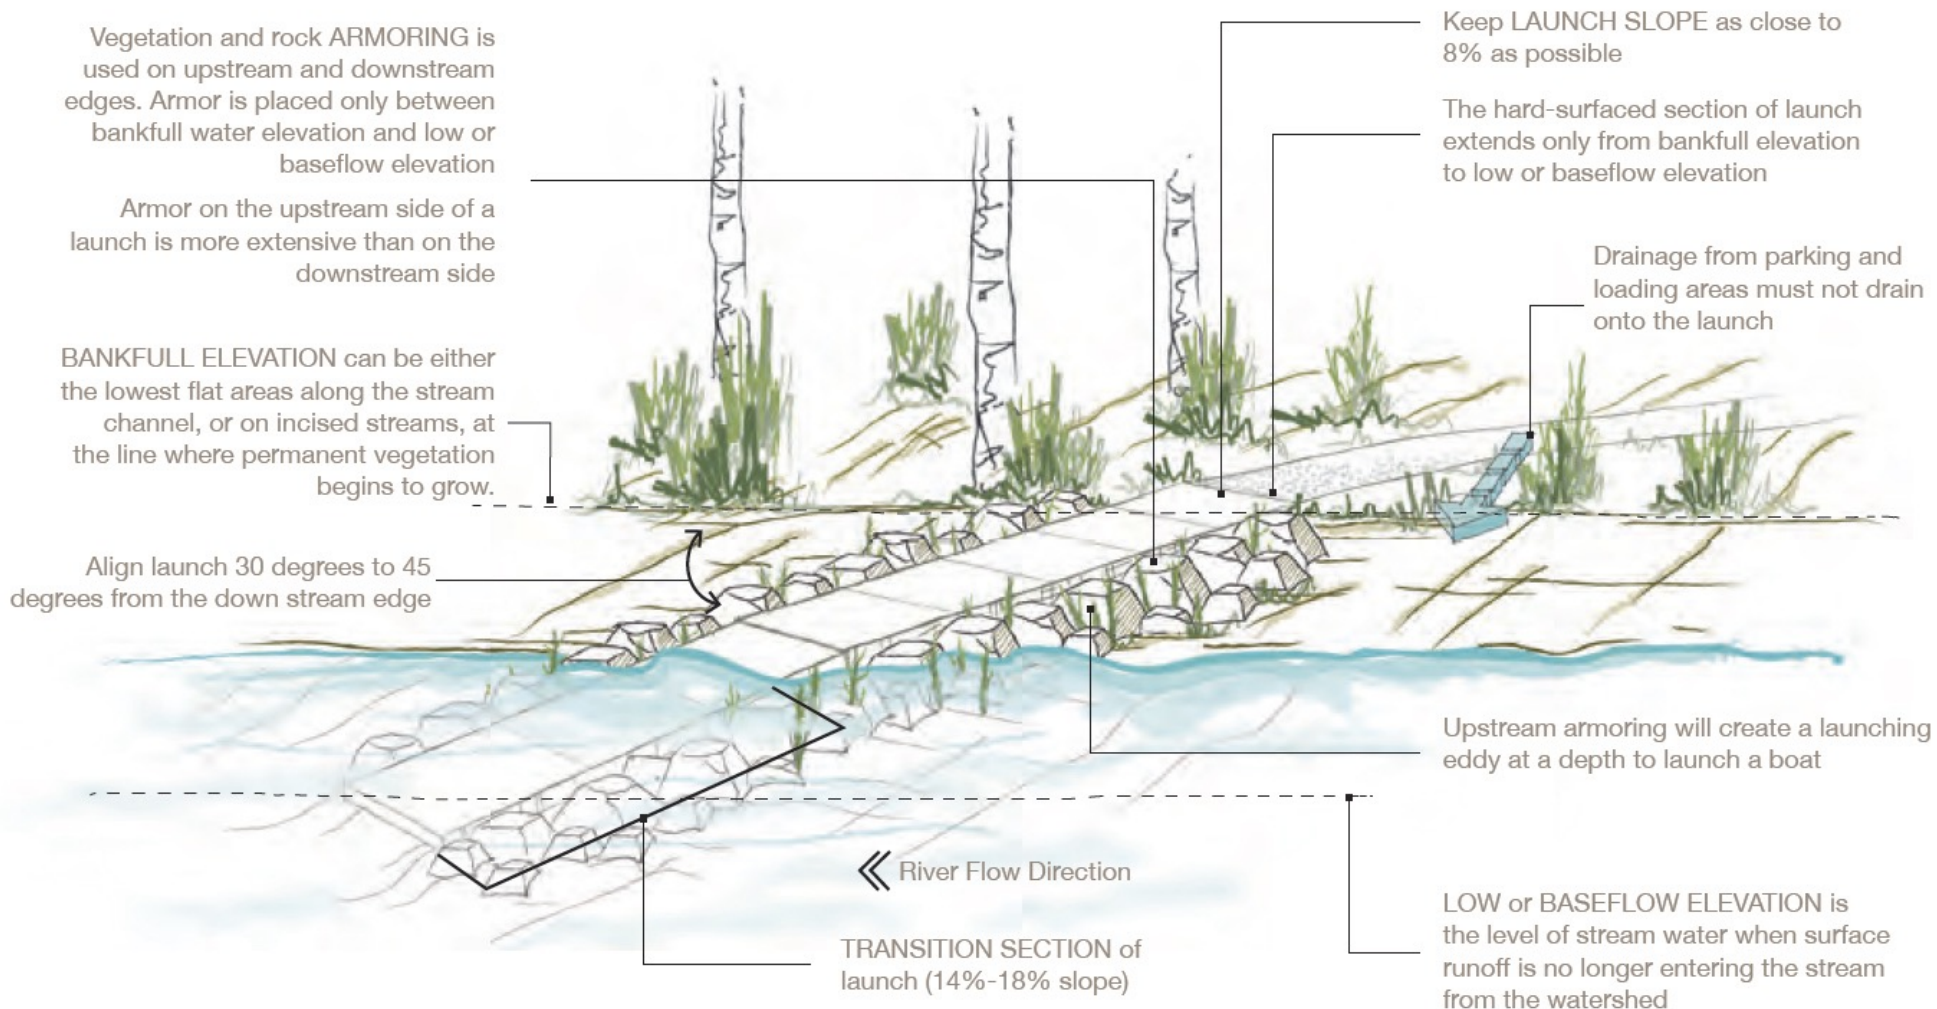 Vegetation and rock ARMORING is
used on upstream and downstream
edges. Armor is placed only between
bankfull water elevation and low or
baseflow elevation
Armor on the upstream side of a
launch is more extensive than on the
downstream side
BANKFULL ELEVATION can be either
the lowest flat areas along the stream
channel, or on incised streams, at
the line where permanent vegetation
begins to grow.
Align launch 30 degrees to 45
degrees from the down stream edge
Keep LAUNCH SLOPE as close to
8% as possible
The hard-surfaced section of launch
extends only from bankfull elevation
to low or baseflow elevation
Drainage from parking and
loading areas must not drain
onto the launch
Upstream armoring will create a launching
eddy at a depth to launch a boat
River Flow Direction
TRANSITION SECTION of
launch (14%-18% slope)
LOW or BASEFLOW ELEVATION is
the level of stream water when surface
runoff is no longer entering the stream
from the watershed